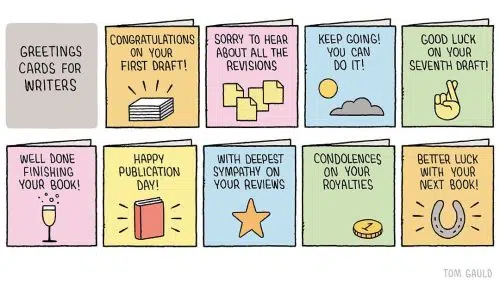 GREETINGS
CARDS FOR
WRITERS
CONGRATULATIONS
ON YOUR
FIRST DRAFT!
SORRY TO HEAR
ABOUT ALL THE
REVISIONS
KEEP GOING!
YOU CAN
DO IT!
GOOD LUCK
ON YOUR
SEVENTH DRAFT!
WELL DONE
FINISHING
YOUR BOOK!
HAPPY
PUBLICATION
DAY!
WITH DEEPEST
SYMPATHY ON
YOUR REVIEWS
CONDOLENCES
ON YOUR
ROYALTIES
BETTER LUCK
WITH YOUR
NEXT BOOK!
TOM GAULD